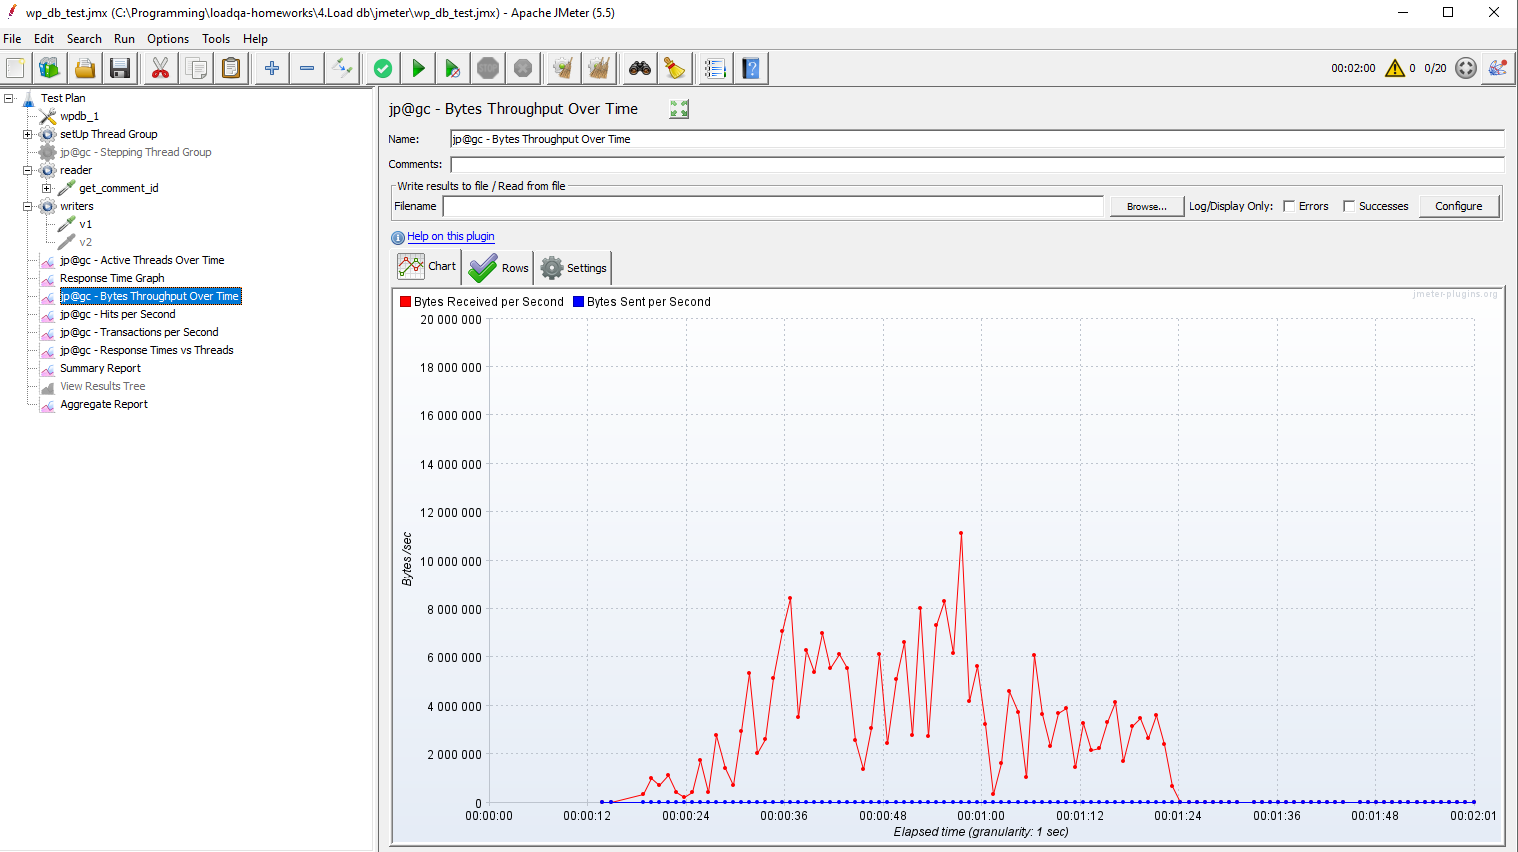 wp_db_test.jmx (C:\Programming\loadqa-homeworks\4.Load db\jmeter\wp_db_test.jmx) - Apache JMeter (5.5)
File Edit Search Run Options Tools Help
STOP
00:02:00 0 0/20
Test Plan
wpdb_1
setUp Thread Group
jp@gc - Stepping Thread Group
reader
get_comment_id
writers
v1
v2
jp@gc - Active Threads Over Time
Response Time Graph
jp@gc - Bytes Throughput Over Time
jp@gc - Hits per Second
jp@gc - Transactions per Second
jp@gc - Response Times vs Threads
Summary Report
View Results Tree
Aggregate Report
jp@gc - Bytes Throughput Over Time
Name: jp@gc - Bytes Throughput Over Time
Comments:
Write results to file / Read from file
Filename Browse... Log/Display Only: Errors Successes Configure
Help on this plugin
Chart Rows Settings
Bytes Received per Second Bytes Sent per Second
jmeter-plugins.org
20 000 000
18 000 000
16 000 000
14 000 000
12 000 000
10 000 000
8 000 000
6 000 000
4 000 000
2 000 000
0
Bytes /sec
00:00:00 00:00:12 00:00:24 00:00:36 00:00:48 00:01:00 00:01:12 00:01:24 00:01:36 00:01:48 00:02:01
Elapsed time (granularity: 1 sec)